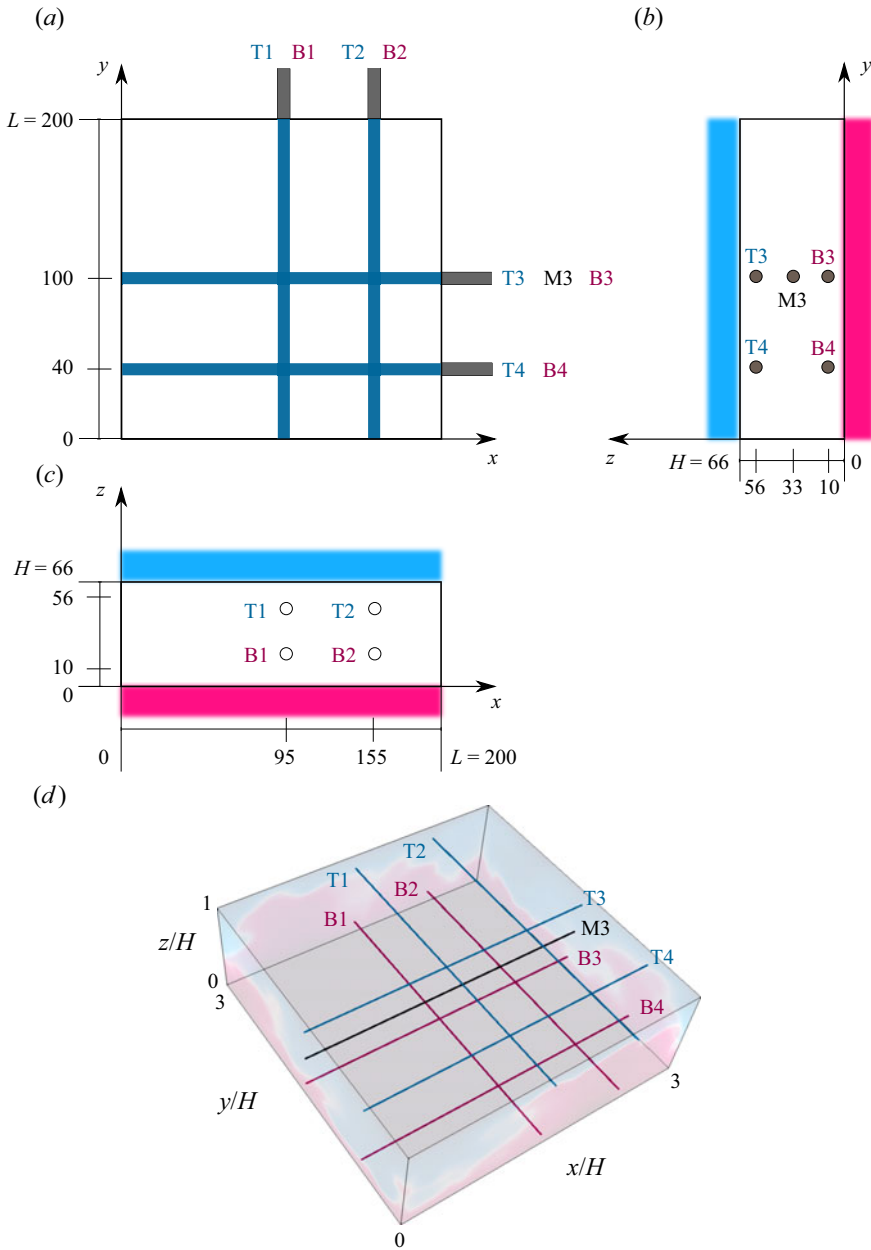 (a)
T1 B1 T2 B2
y
L = 200
100
T3 M3 B3
40
T4 B4
0
x
(b)
y
T3 B3
M3
T4 B4
z
H = 66
0
56 33 10
(c)
z
H = 66
56
T1 T2
B1 B2
10
0
x
0 95 155 L = 200
(d)
T2
T1
B2
T3
1
B1
M3
z/H
B3
T4
0
3
B4
3
y/H
x/H
0